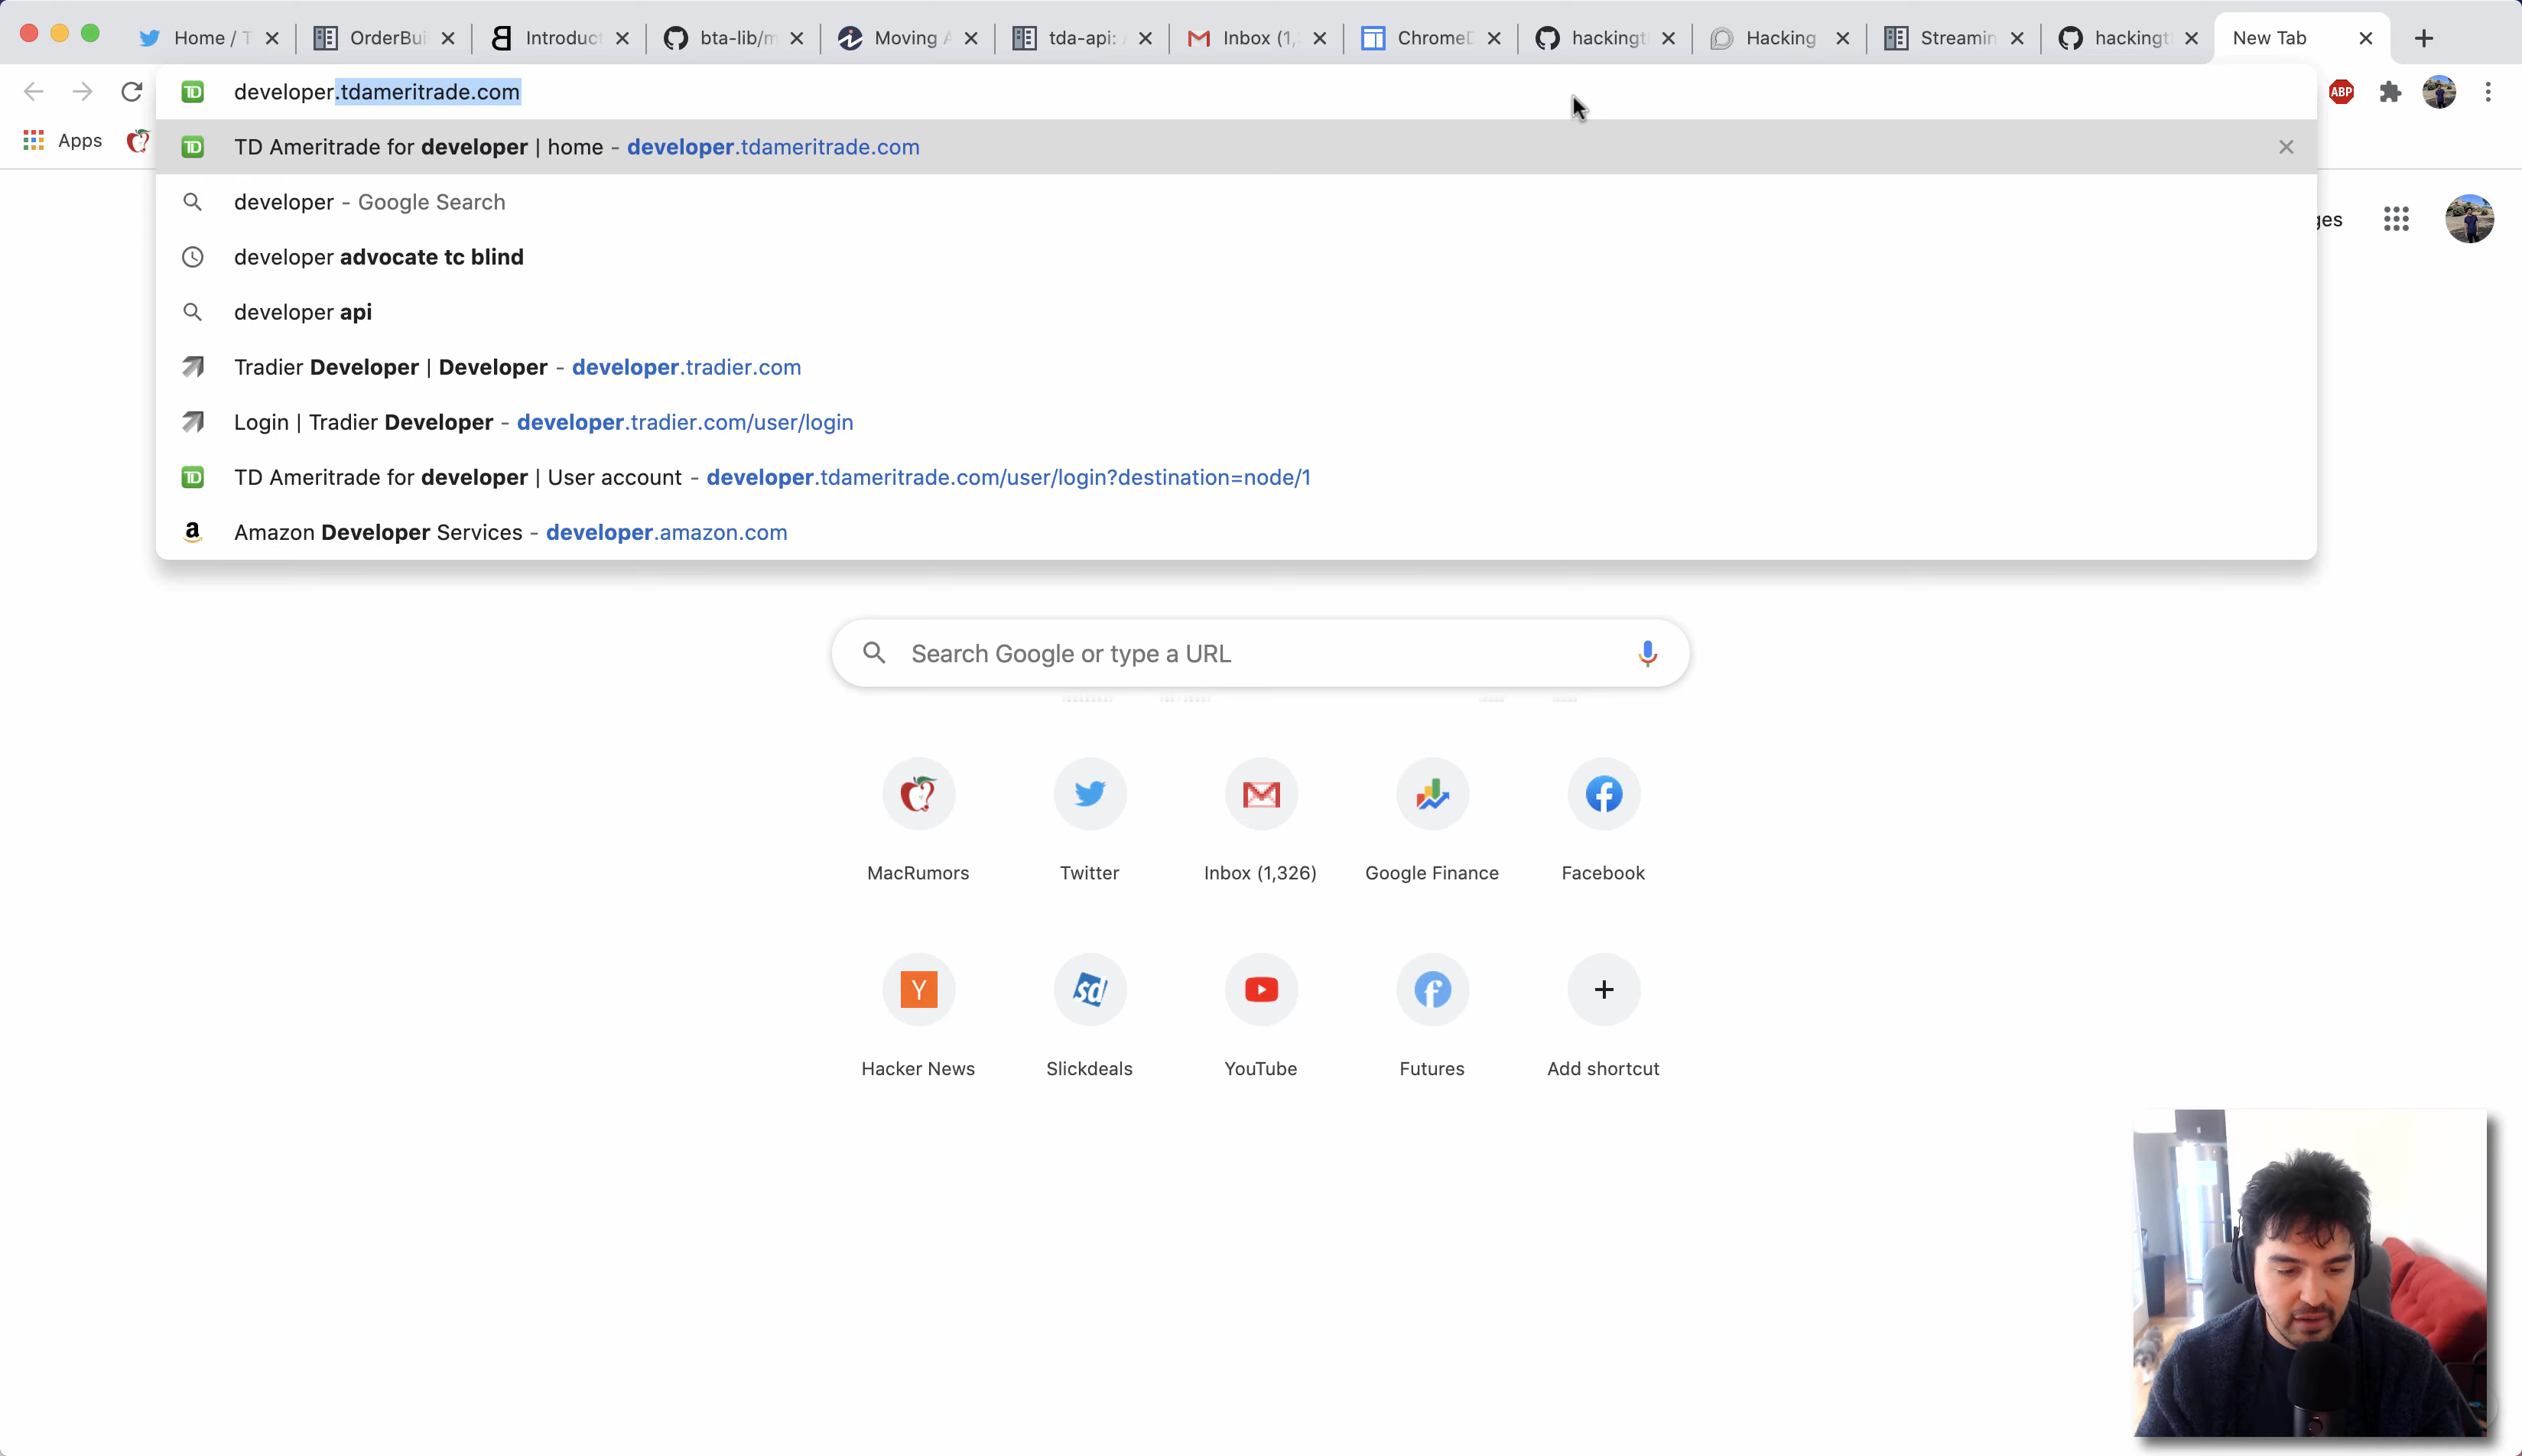 Home / T
OrderBui
Introduct
bta-lib/m
Moving A
tda-api:
Inbox (1,
ChromeD
hackingt
Hacking
Streamin
hackingt
New Tab
developer.tdameritrade.com
ABP
Apps
TD Ameritrade for developer | home - developer.tdameritrade.com
developer - Google Search
developer advocate tc blind
developer api
Tradier Developer | Developer - developer.tradier.com
Login | Tradier Developer - developer.tradier.com/user/login
TD Ameritrade for developer | User account - developer.tdameritrade.com/user/login?destination=node/1
Amazon Developer Services - developer.amazon.com
ges
Search Google or type a URL
MacRumors
Twitter
Inbox (1,326)
Google Finance
Facebook
Hacker News
Slickdeals
YouTube
Futures
Add shortcut